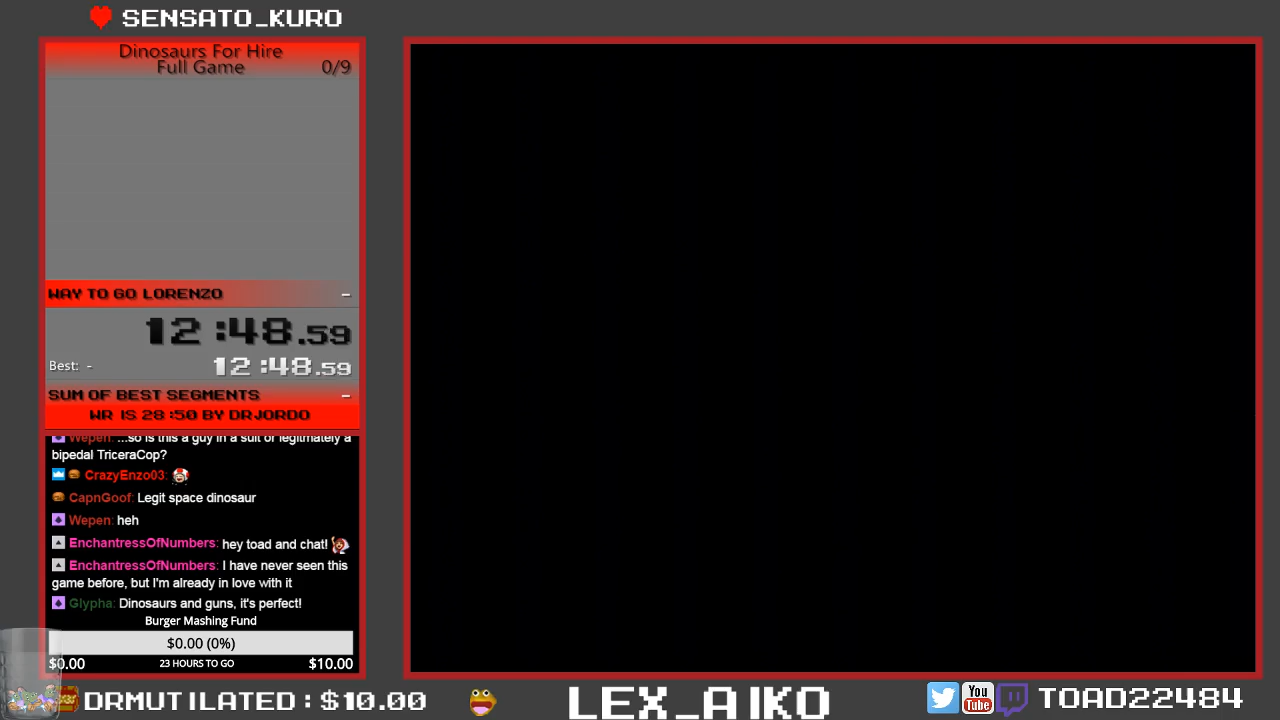 SENSATO_KURO
Dinosaurs For Hire
Full Game 0/9
WAY TO GO LORENZO -
12:48.59
Best: - 12:48.59
SUM OF BEST SEGMENTS -
WR IS 28:50 BY DRJORDO
Wepen: ...so is this a guy in a suit or legitmately a
bipedal TriceraCop?
CrazyEnzo03:
CapnGoof: Legit space dinosaur
Wepen: heh
EnchantressOfNumbers: hey toad and chat!
EnchantressOfNumbers: I have never seen this
game before, but I'm already in love with it
Glypha: Dinosaurs and guns, it's perfect!
Burger Mashing Fund
$0.00 (0%)
$0.00 23 HOURS TO GO $10.00
DRMUTILATED: $10.00
LEX_AIKO
You
Tube
TOAD22484